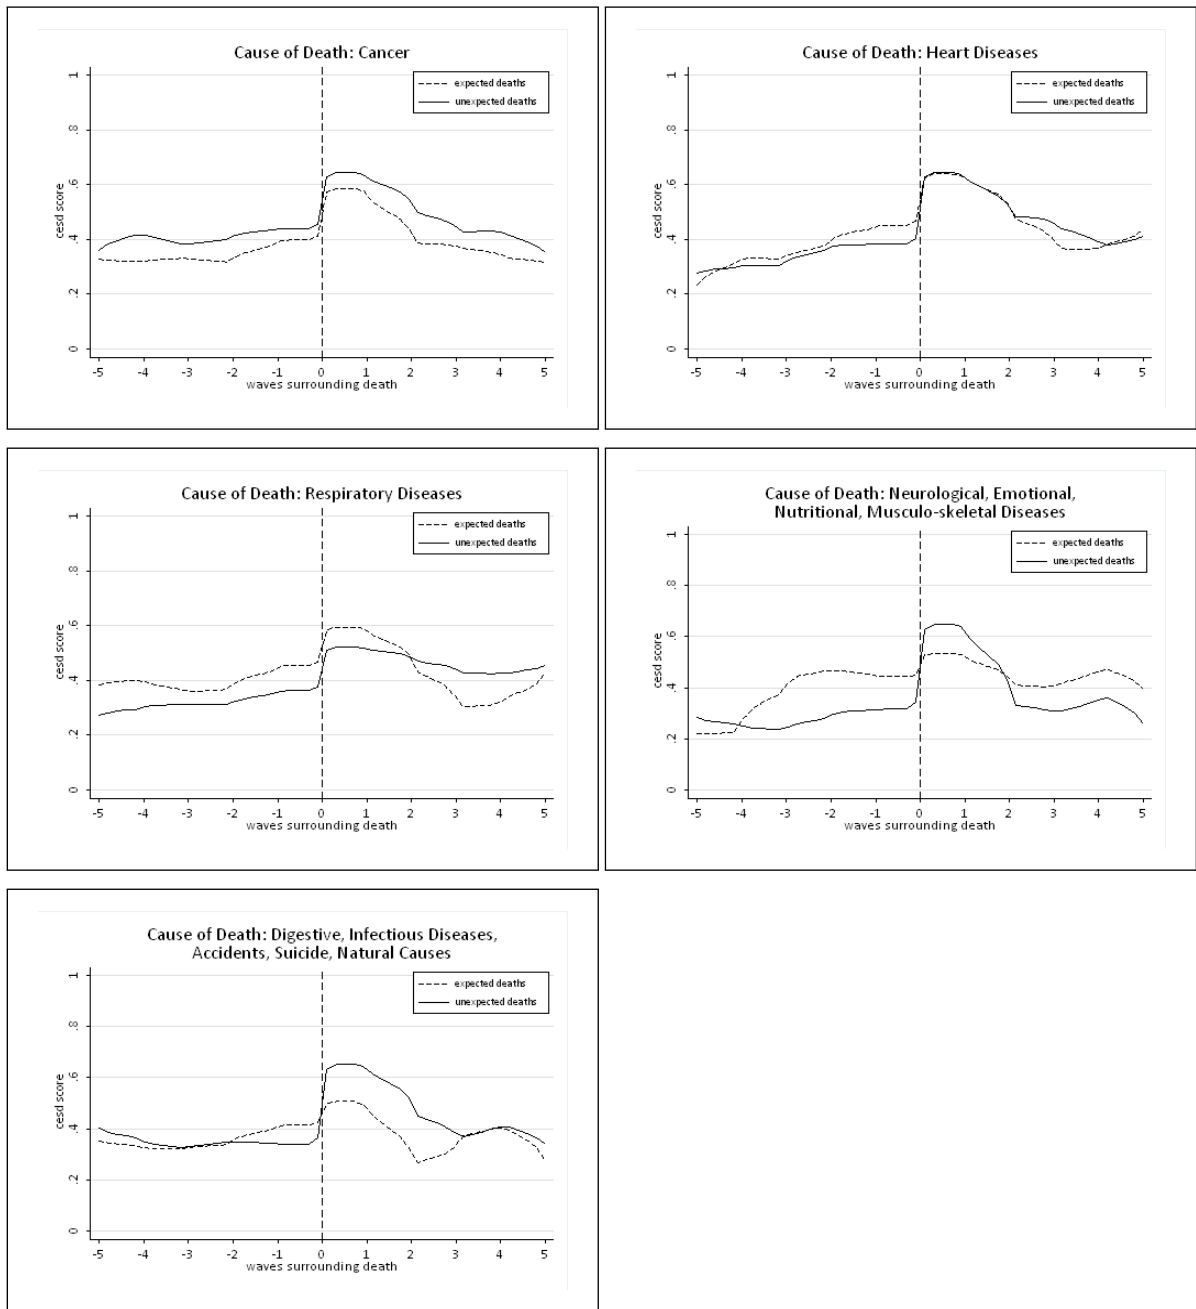 Cause of Death: Cancer
expected deaths
unexpected deaths
cesd score
0
.2
.4
.6
.8
1
-5 -4 -3 -2 -1 0 1 2 3 4 5
waves surrounding death
Cause of Death: Heart Diseases
expected deaths
unexpected deaths
cesd score
0
.2
.4
.6
.8
1
-5 -4 -3 -2 -1 0 1 2 3 4 5
waves surrounding death
Cause of Death: Respiratory Diseases
expected deaths
unexpected deaths
cesd score
0
.2
.4
.6
.8
1
-5 -4 -3 -2 -1 0 1 2 3 4 5
waves surrounding death
Cause of Death: Neurological, Emotional,
Nutritional, Musculo-skeletal Diseases
expected deaths
unexpected deaths
cesd score
0
.2
.4
.6
.8
1
-5 -4 -3 -2 -1 0 1 2 3 4 5
waves surrounding death
Cause of Death: Digestive, Infectious Diseases,
Accidents, Suicide, Natural Causes
expected deaths
unexpected deaths
cesd score
0
.2
.4
.6
.8
1
-5 -4 -3 -2 -1 0 1 2 3 4 5
waves surrounding death